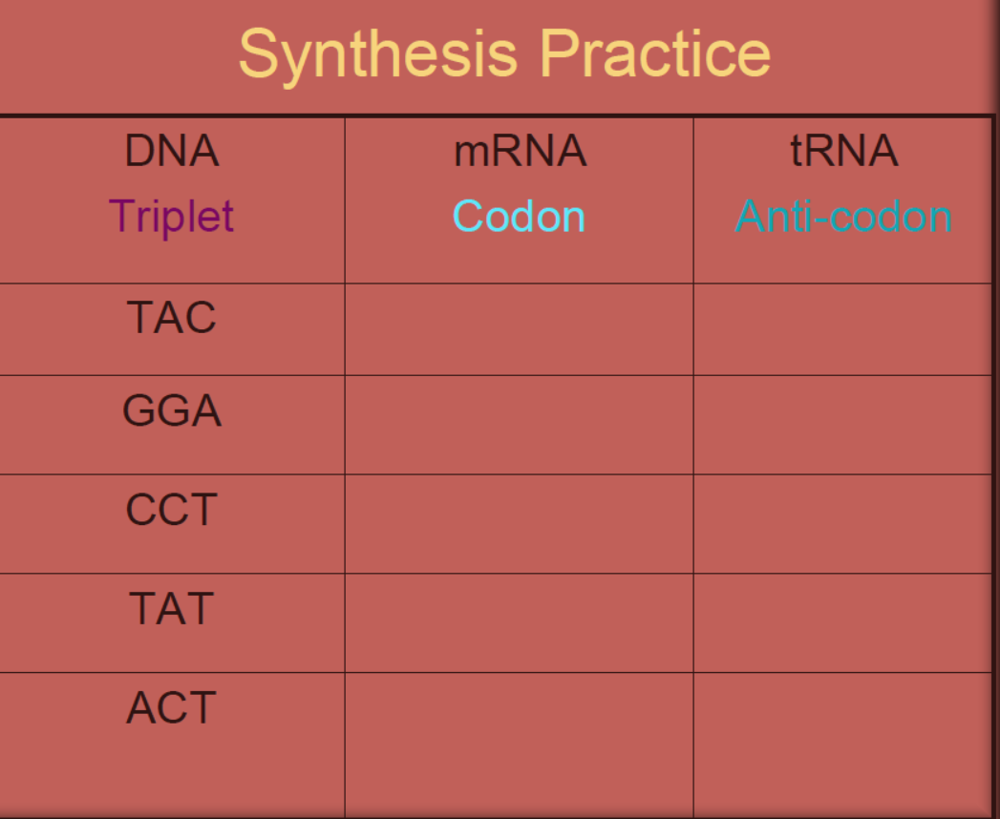 Synthesis Practice
DNA mRNA tRNA
Triplet Codon Anti-codon
TAC
GGA
CCT
TAT
ACT